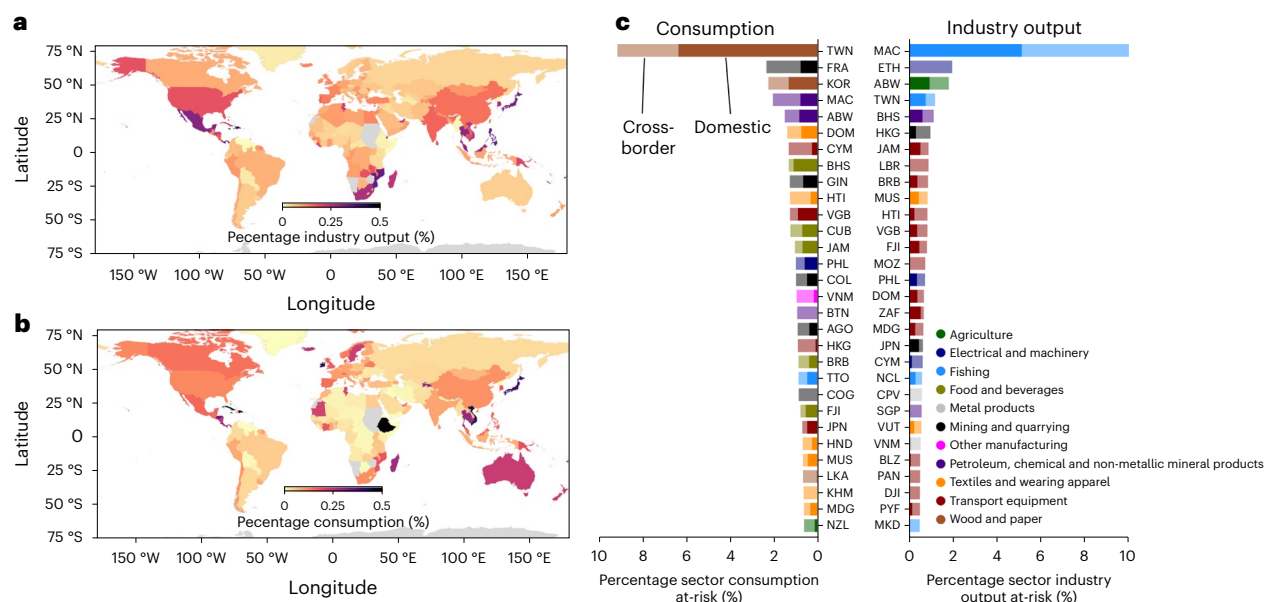 a
75 °N
50 °N
25 °N
0
25 °S
50 °S
75 °S
Latitude
0
0.25
0.5
Pecentage industry output (%)
150 °W
100 °W
50 °W
0
50 °E
100 °E
150 °E
Longitude
b
75 °N
50 °N
25 °N
0
25 °S
50 °S
75 °S
Latitude
0
0.25
0.5
Pecentage consumption (%)
150 °W
100 °W
50 °W
0
50 °E
100 °E
150 °E
Longitude
c
Consumption
Cross-
border
Domestic
TWN
FRA
KOR
MAC
ABW
DOM
CYM
BHS
GIN
HTI
VGB
CUB
JAM
PHL
COL
VNM
BTN
AGO
HKG
BRB
TTO
COG
FJI
JPN
HND
MUS
LKA
KHM
MDG
NZL
10
8
6
4
2
0
Percentage sector consumption
at-risk (%)
Industry output
MAC
ETH
ABW
TWN
BHS
HKG
JAM
LBR
BRB
MUS
HTI
VGB
FJI
MOZ
PHL
DOM
ZAF
MDG
JPN
CYM
NCL
CPV
SGP
VUT
VNM
BLZ
PAN
DJI
PYF
MKD
Agriculture
Electrical and machinery
Fishing
Food and beverages
Metal products
Mining and quarrying
Other manufacturing
Petroleum, chemical and non-metallic mineral products
Textiles and wearing apparel
Transport equipment
Wood and paper
0
2
4
6
8
10
Percentage sector industry
output at-risk (%)